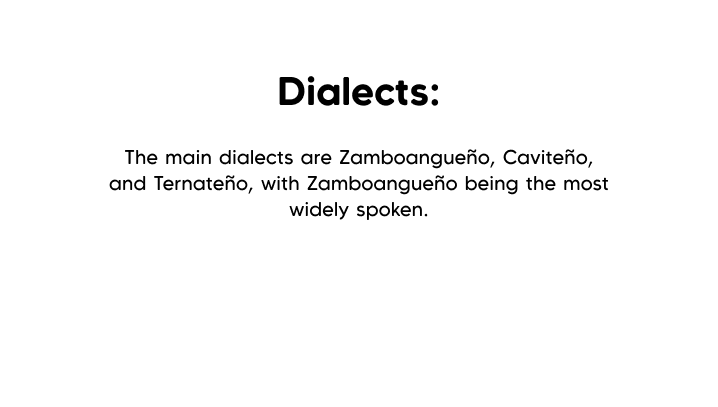 Dialects:
The main dialects are Zamboangueño, Caviteño,
and Ternateño, with Zamboangueño being the most
widely spoken.